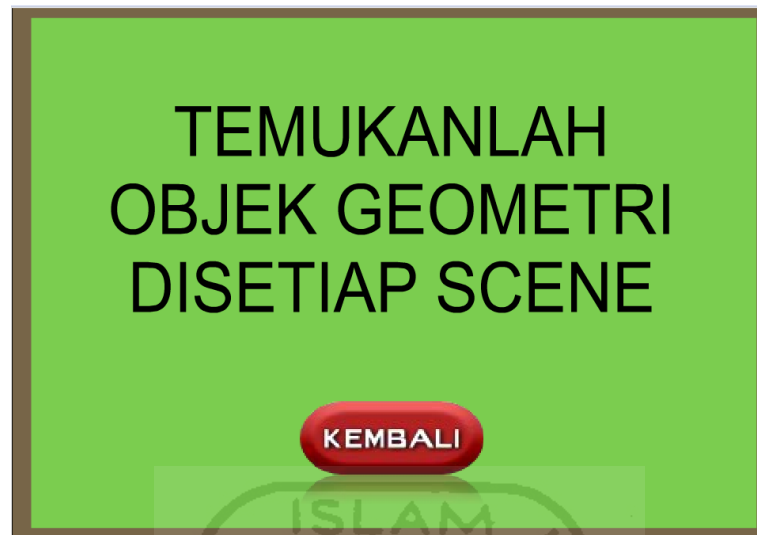 TEMUKANLAH
OBJEK GEOMETRI
DISETIAP SCENE
KEMBALI
ISLAM